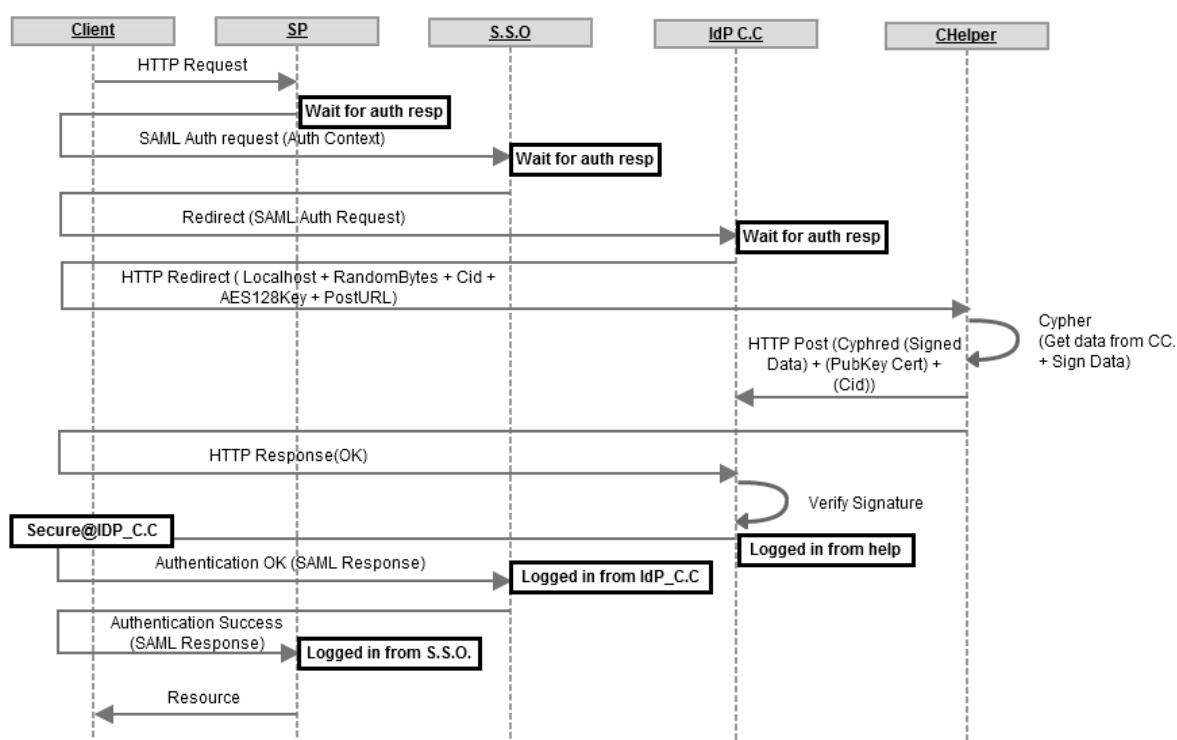 Client
SP
S.S.O
IdP C.C
CHelper
HTTP Request
Wait for auth resp
SAML Auth request (Auth Context)
Wait for auth resp
Redirect (SAML Auth Request)
Wait for auth resp
HTTP Redirect ( Localhost + RandomBytes + Cid +
AES128Key + PostURL)
Cypher
(Get data from CC.
+ Sign Data)
HTTP Post (Cyphred (Signed
Data) + (PubKey Cert) +
(Cid))
HTTP Response(OK)
Verify Signature
Secure@IDP_C.C
Logged in from help
Authentication OK (SAML Response)
Logged in from IdP_C.C
Authentication Success
(SAML Response)
Logged in from S.S.O.
Resource